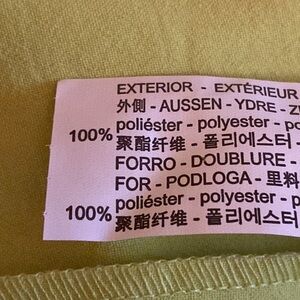 EXTERIOR - EXTÉRIEUR
外側 - AUSSEN - YDRE - 
100% poliéster - polyester - po
聚酯纤维 - 폴리에스터 -
FORRO - DOUBLURE -
FOR - PODLOGA - 里料
100% poliéster - polyester - p
聚酯纤维 - 폴리에스터 -